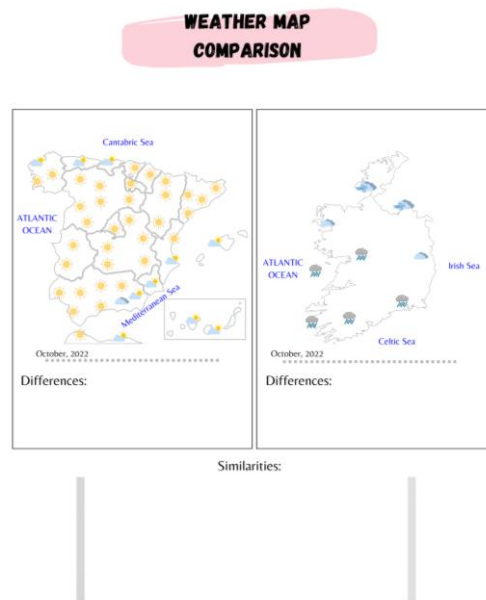 WEATHER MAP
COMPARISON
Cantabric Sea
ATLANTIC
OCEAN
Mediterranean Sea
October, 2022
Differences:
ATLANTIC
OCEAN
Irish Sea
Celtic Sea
October, 2022
Differences:
Similarities: